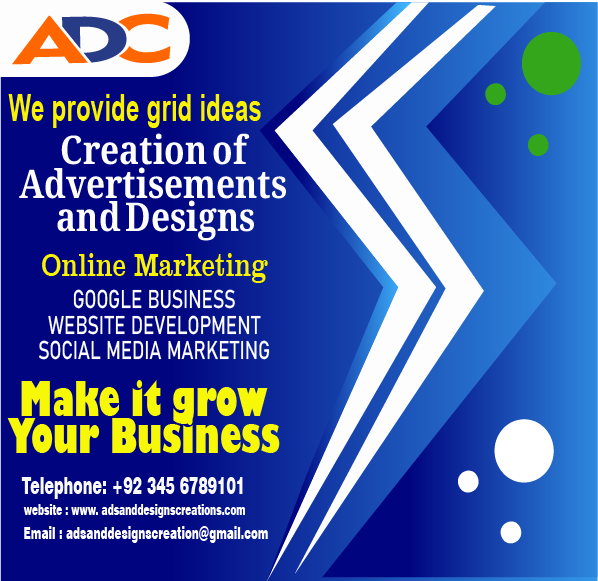 ADC
We provide grid ideas
Creation of
Advertisements
and Designs
Online Marketing
GOOGLE BUSINESS
WEBSITE DEVELOPMENT
SOCIAL MEDIA MARKETING
Make it grow
Your Business
Telephone: +92 345 6789101
website : www. adsanddesignscreations.com
Email : adsanddesignscreation@gmail.com